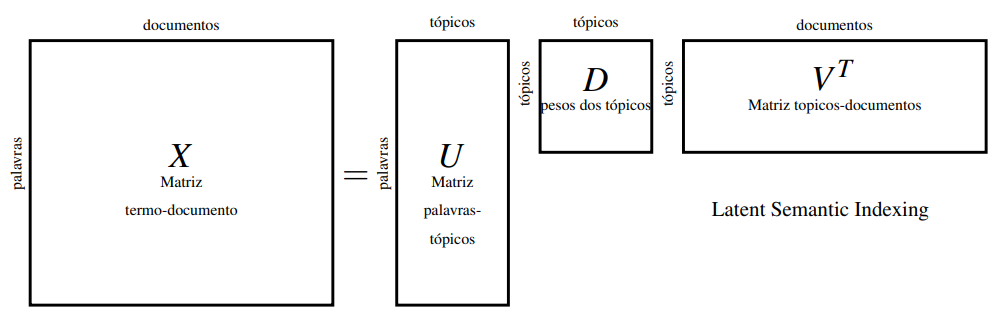 documentos
palavras
X
Matriz
termo-documento
=
tópicos
palavras
U
Matriz
palavras-
tópicos
tópicos
tópicos
D
pesos dos tópicos
documentos
tópicos
V^T
Matriz topicos-documentos
Latent Semantic Indexing